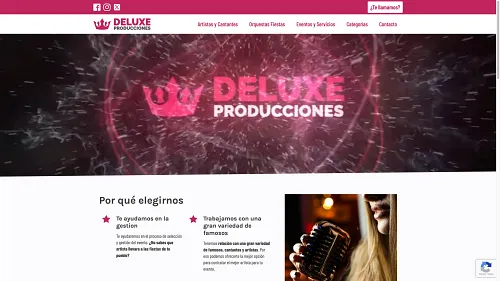 ¿Te llamamos?
DELUXE
PRODUCCIONES
Artistas y Cantantes
Orquestas Fiestas
Eventos y Servicios
Categorías
Contacto
DELUXE
PRODUCCIONES
Por qué elegirnos
Te ayudamos en la
gestion
Te ayudaremos en el proceso de selección
y gestión del evento. ¿No sabes que
artista llenara a las fiestas de tu
pueblo?
Trabajamos con una
gran variedad de
famosos
Tenemos relación con una gran variedad
de famosos, cantantes y artistas. Por
eso podemos ofrecerte la mejor opción
para contratar el mejor artista para tu
evento.